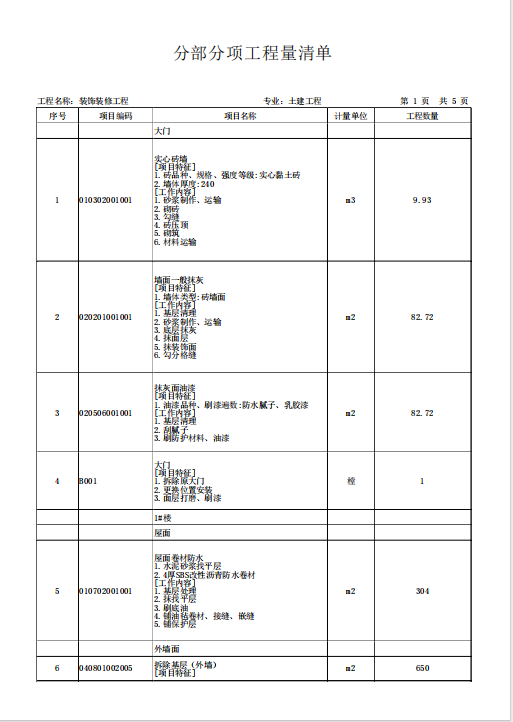 分部分项工程量清单
工程名称：装饰装修工程 专业：土建工程 第 1 页 共 5 页
序号 项目编码 项目名称 计量单位 工程数量
大门
实心砖墙
[项目特征]
1.砖品种、规格、强度等级:实心黏土砖
2.墙体厚度:240
[工作内容]
1.砂浆制作、运输
2.砌砖
3.勾缝
4.砖压顶
5.砌筑
6.材料运输
1 010302001001 m3 9.93
墙面一般抹灰
[项目特征]
1.墙体类型:砖墙面
[工作内容]
1.基层清理
2.砂浆制作、运输
3.底层抹灰
4.抹面层
5.抹装饰面
6.勾分格缝
2 020201001001 m2 82.72
抹灰面油漆
[项目特征]
1.油漆品种、刷漆遍数:防水腻子、乳胶漆
[工作内容]
1.基层清理
2.刮腻子
3.刷防护材料、油漆
3 020506001001 m2 82.72
大门
[项目特征]
1.拆除原大门
2.更换位置安装
3.面层打磨、刷漆
4 B001 樘 1
1#楼
屋面
屋面卷材防水
1.水泥砂浆找平层
2.4厚SBS改性沥青防水卷材
[工作内容]
1.基层处理
2.抹找平层
3.刷底油
4.铺油毡卷材、接缝、嵌缝
5.铺保护层
5 010702001001 m2 304
外墙面
拆除基层（外墙）
[项目特征]
6 040801002005 m2 650